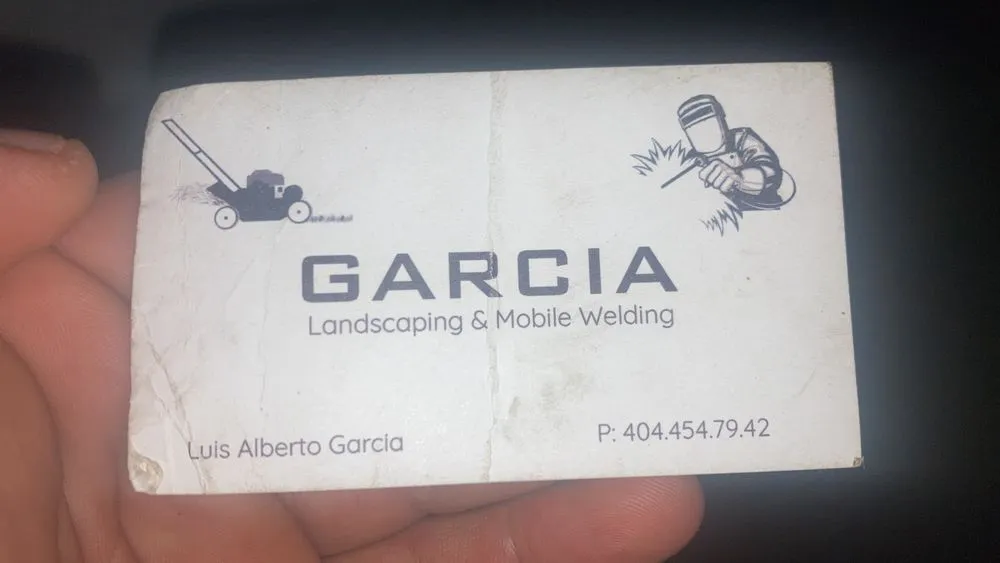 GARCIA
Landscaping & Mobile Welding
Luis Alberto Garcia
P: 404.454.79.42